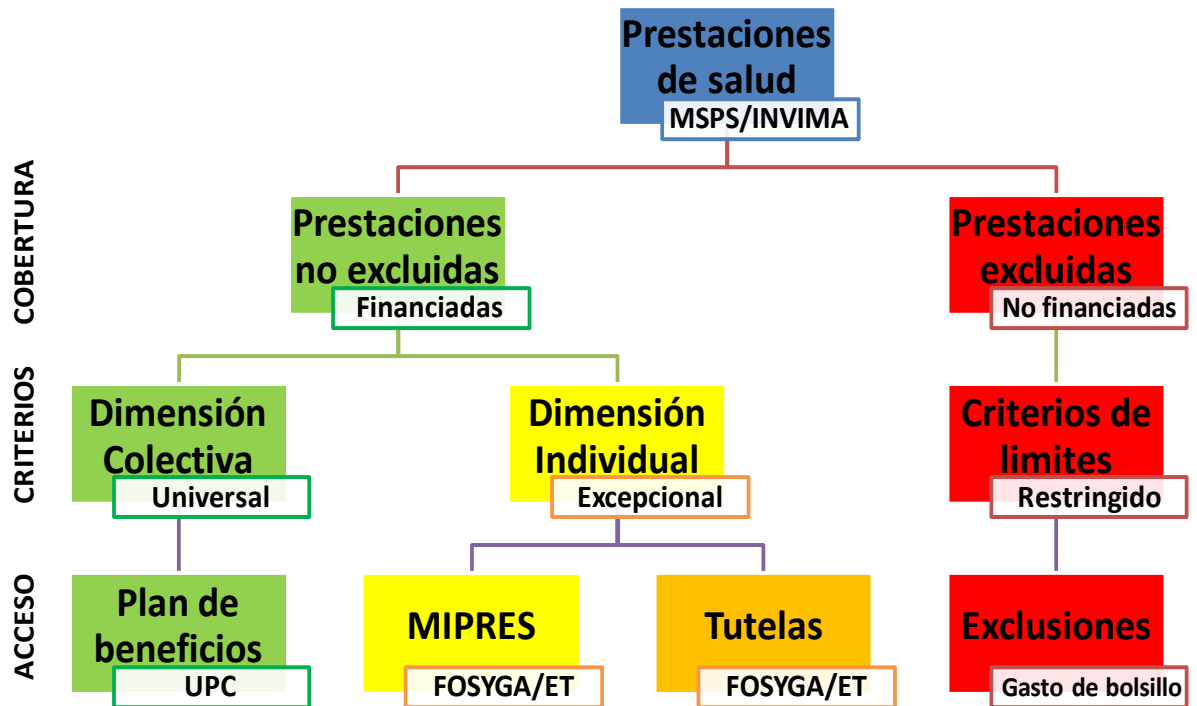 Prestaciones
de salud
MSPS/INVIMA
COBERTURA
Prestaciones
no excluidas
Financiadas
Prestaciones
excluidas
No financiadas
CRITERIOS
Dimensión
Colectiva
Universal
Dimensión
Individual
Excepcional
Criterios de
limites
Restringido
ACCESO
Plan de
beneficios
UPC
MIPRES
FOSYGA/ET
Tutelas
FOSYGA/ET
Exclusiones
Gasto de bolsillo